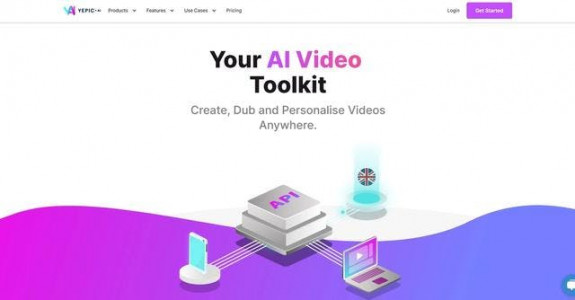 YEPIC-AI Products Features Use Cases Pricing Login Get Started
Your AI Video
Toolkit
Create, Dub and Personalise Videos
Anywhere.
API